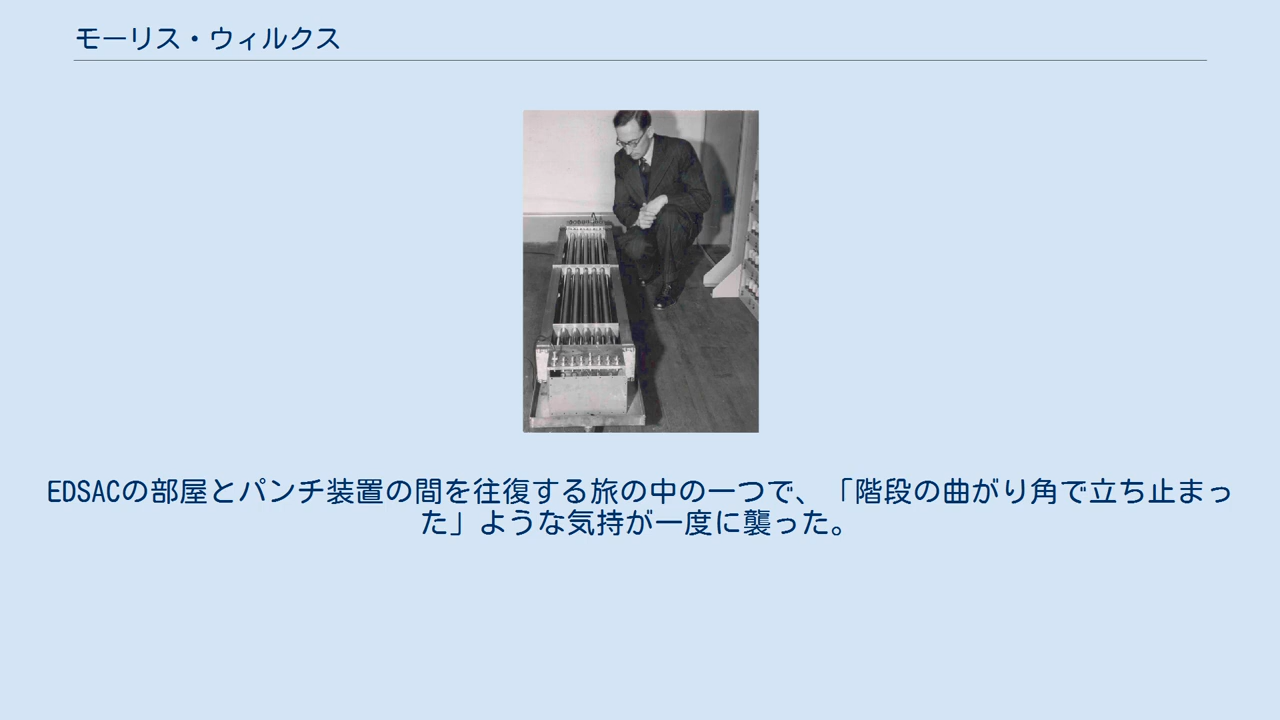 モーリス・ウィルクス
EDSACの部屋とパンチ装置の間を往復する旅の中の一つで、「階段の曲がり角で立ち止まっ
た」ような気持が一度に襲った。